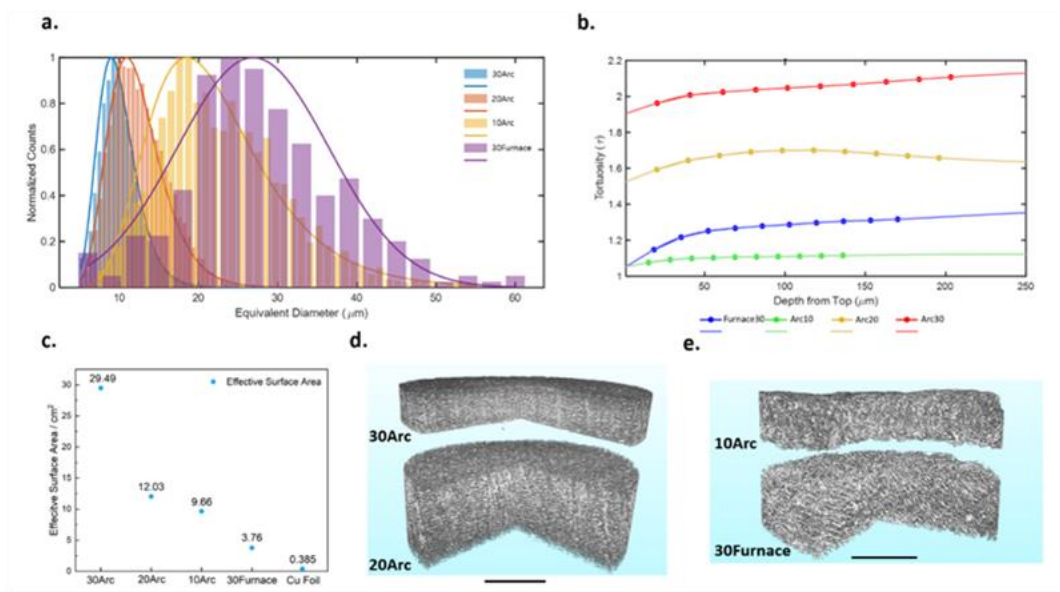 a.
Normalized Counts
1
0.8
0.6
0.4
0.2
0
10 20 30 40 50 60
Equivalent Diameter (μm)
30Arc
20Arc
10Arc
30Furnace
b.
Tortuosity (τ)
2.2
2
1.8
1.6
1.4
1.2
1
50 100 150 200 250
Depth from Top (μm)
Furnace30 Arc10 Arc20 Arc30
c.
Effecitve Surface Area / cm2
30
25
20
15
10
5
0
Effective Surface Area
29.49
12.03
9.66
3.76
0.385
30Arc 20Arc 10Arc 30Furnace Cu Foil
d.
30Arc
20Arc
e.
10Arc
30Furnace